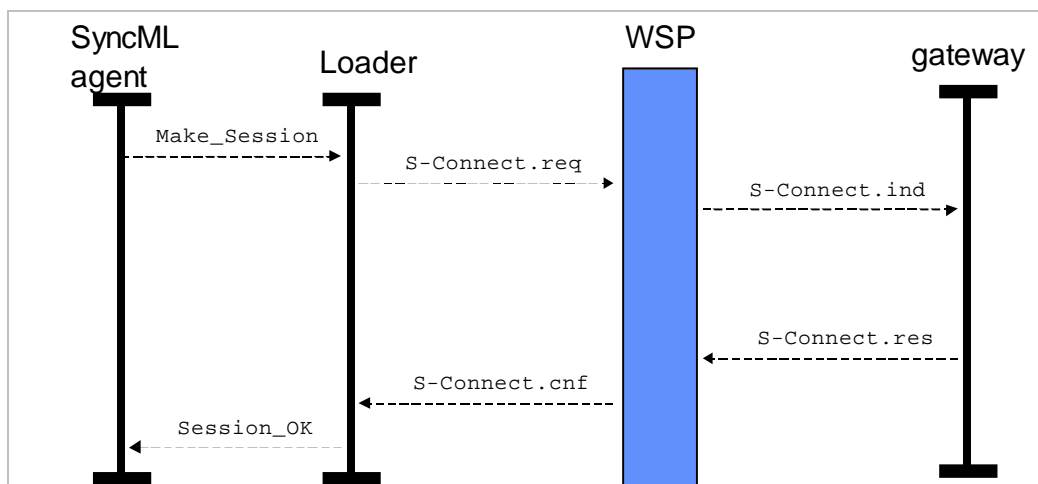 SyncML
agent
Loader
WSP
gateway
Make_Session
S-Connect.req
S-Connect.ind
S-Connect.res
S-Connect.cnf
Session_OK